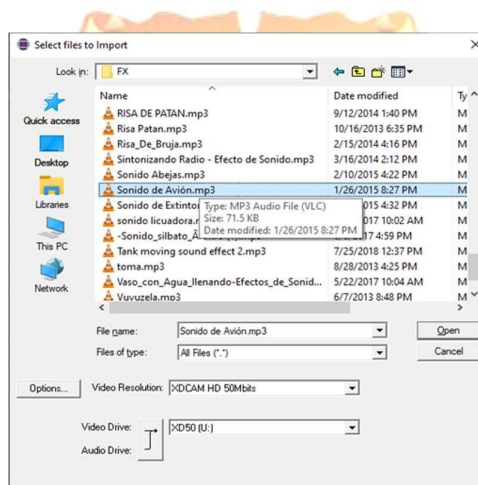 Select files to Import
Look in: FX
Name Date modified Ty
RISA DE PATAN.mp3 9/12/2014 1:40 PM M
Risa Patan.mp3 10/16/2013 6:35 PM M
Risa_De_Bruja.mp3 2/15/2014 4:16 PM M
Sintonizando Radio - Efecto de Sonido.mp3 3/16/2014 2:12 PM M
Sonido Abejas.mp3 2/10/2015 4:22 PM M
Sonido de Avión.mp3 1/26/2015 8:27 PM M
Sonido de Extintor 015 4:32 PM M
sonido licuadora.r 017 10:02 AM M
-Sonido_silbato_ 17 4:59 PM M
Type: MP3 Audio File (VLC)
Size: 71.5 KB
Date modified: 1/26/2015 8:27 PM
Tank moving sound effect 2.mp3 7/25/2018 12:37 PM M
toma.mp3 8/28/2013 4:25 PM M
Vaso_con_Agua_llenando-Efectos_de_Sonid... 5/22/2017 10:04 AM M
Vuvuzela.mp3 6/7/2013 8:48 PM M
Quick access
Desktop
Libraries
This PC
Network
File name: Sonido de Avión.mp3 Open
Files of type: All Files (*.*) Cancel
Options... Video Resolution: XDCAM HD 50Mbits
Video Drive: XD50 (U:)
Audio Drive: